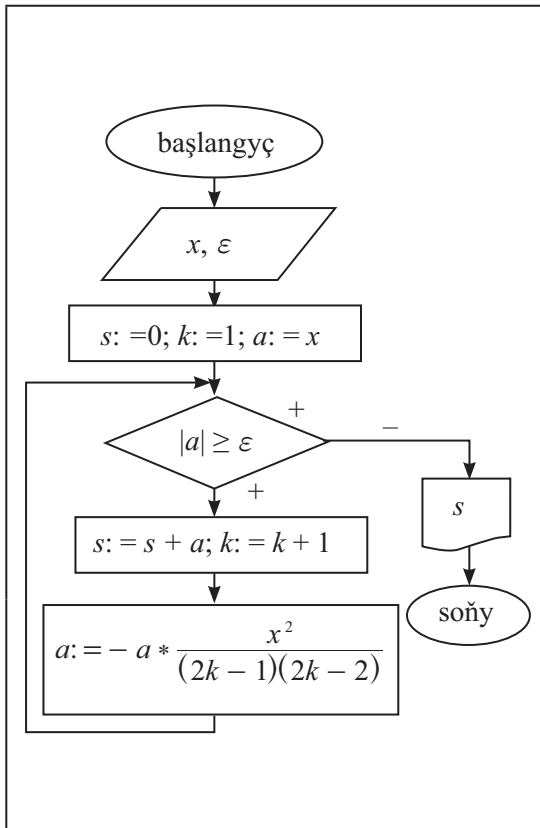 başlangyç
x, ε
s: =0; k: =1; a: = x
+
|a| ≥ ε
–
+
s
s: = s + a; k: = k + 1
soňy
a: = – a * x² / (2k – 1)(2k – 2)